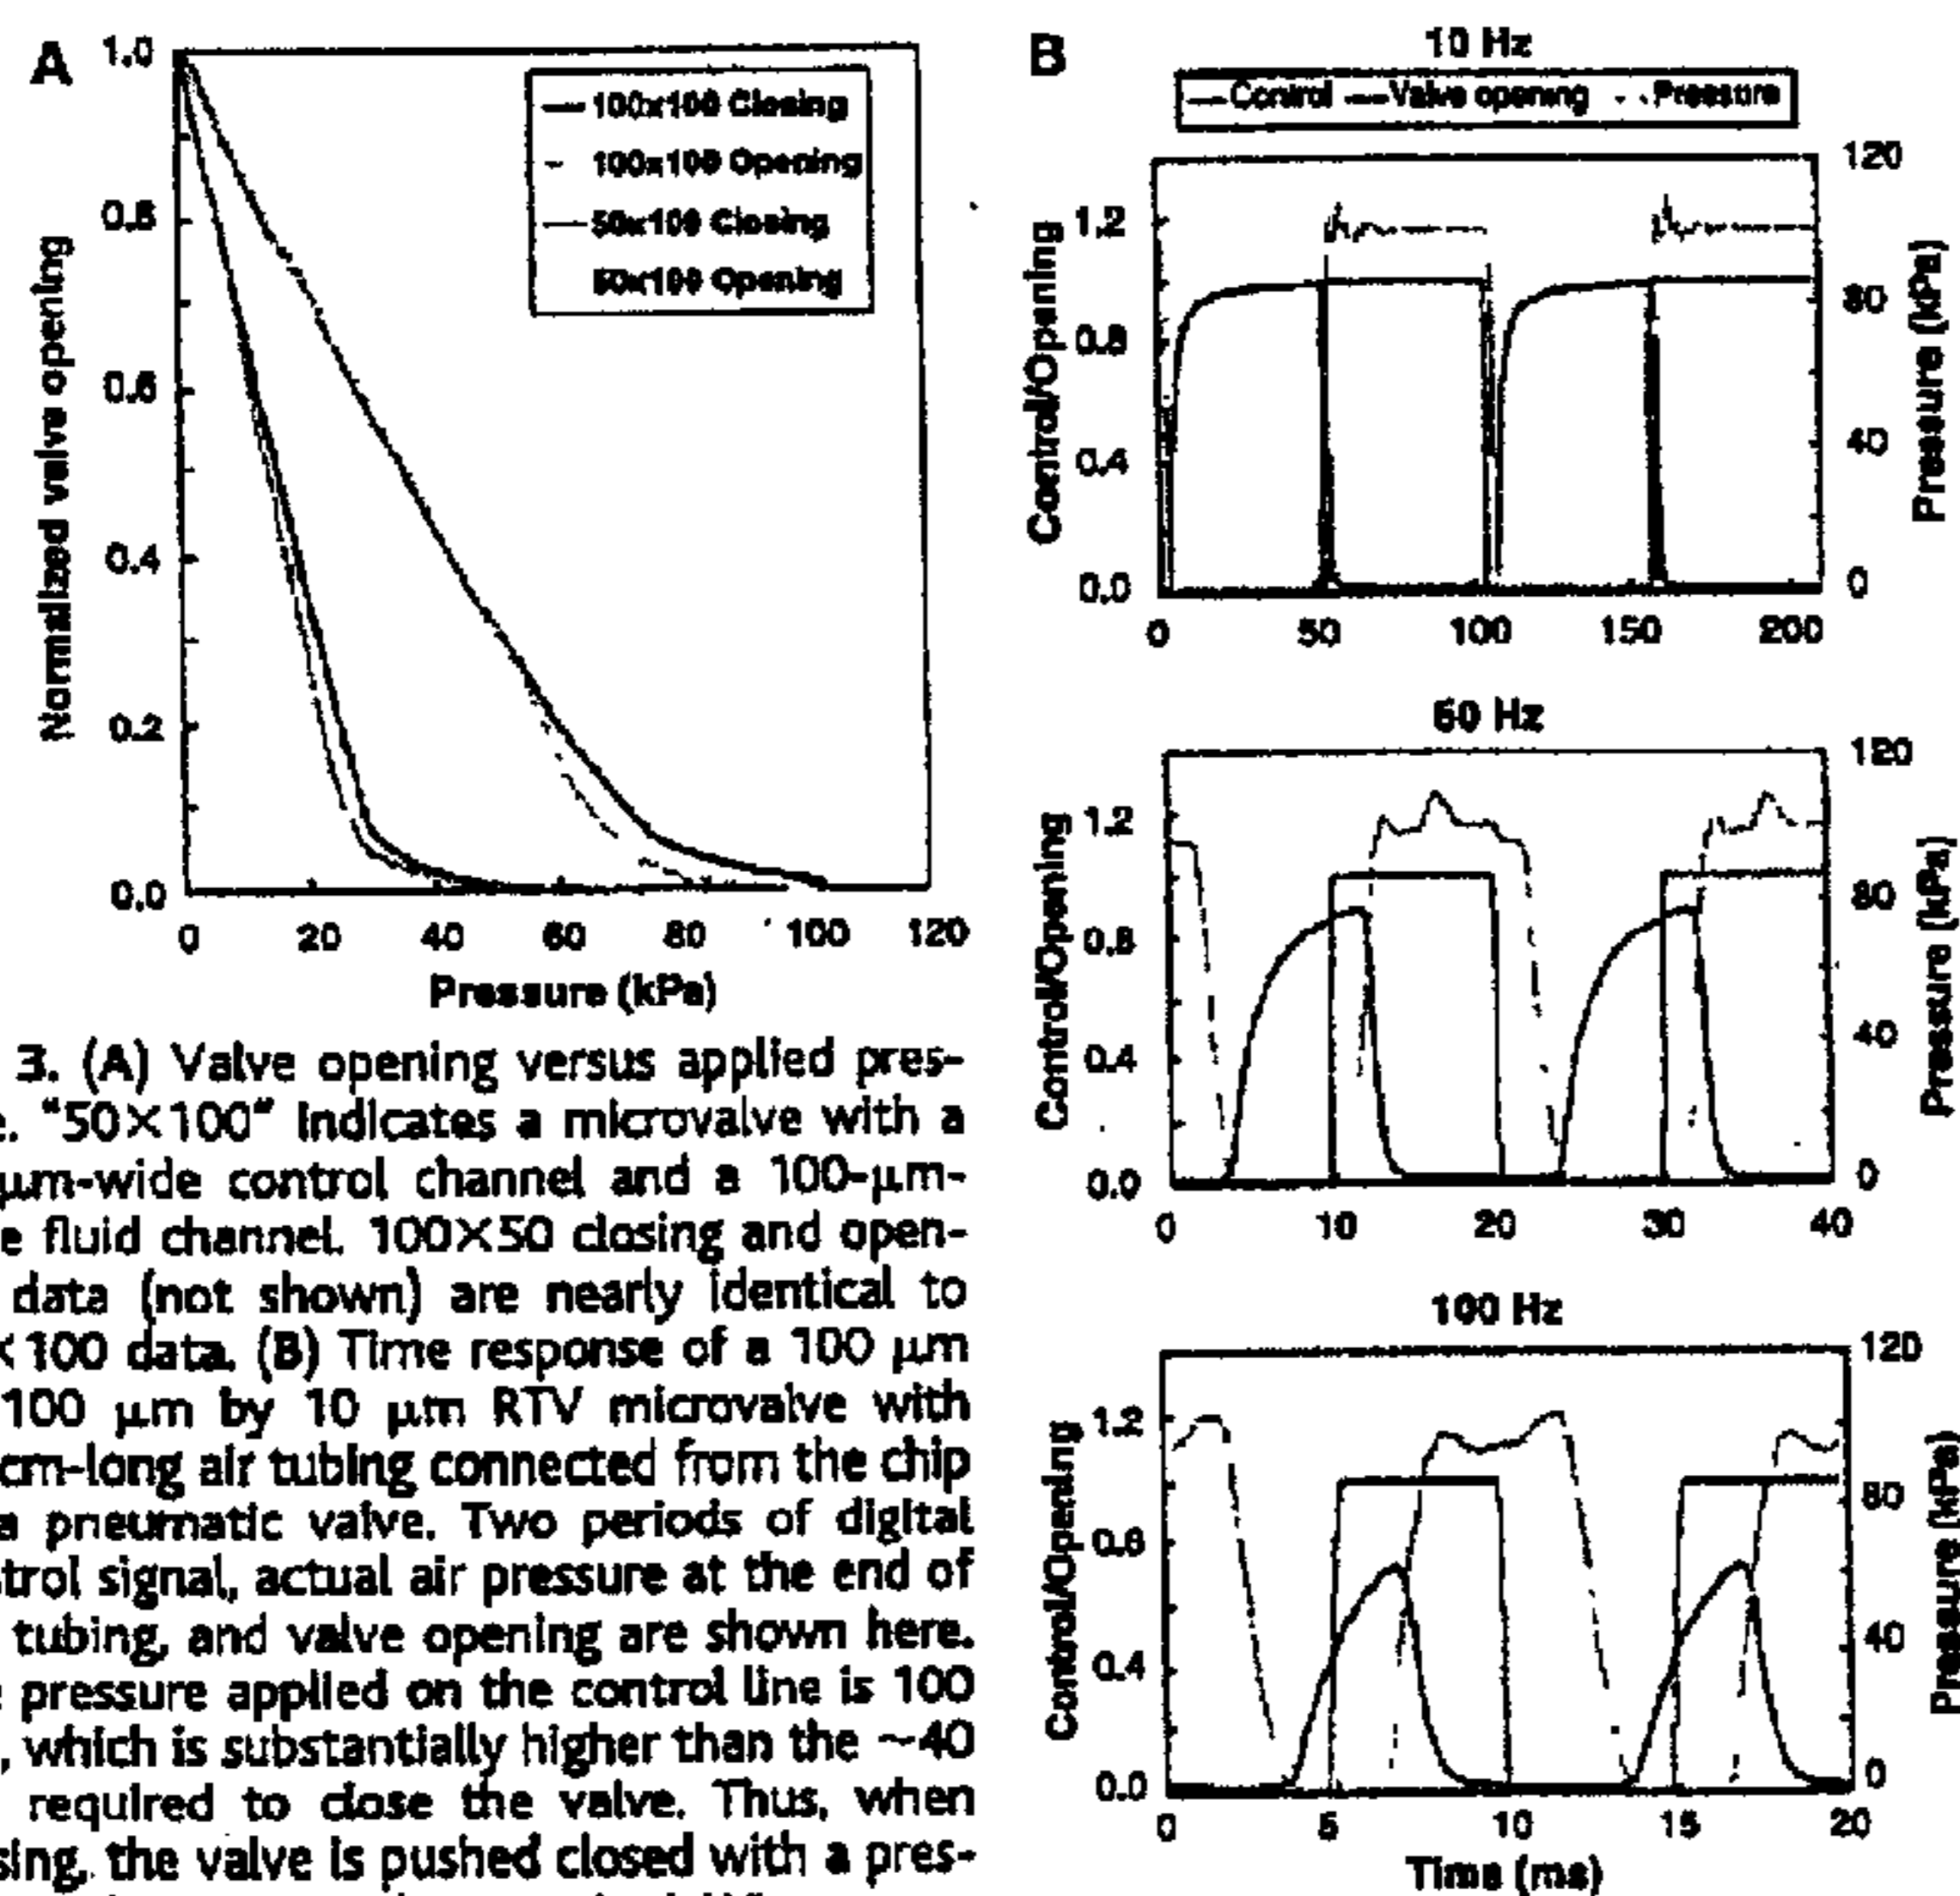 A
1.0
0.8
0.6
0.4
0.2
0.0
Normalized valve opening
100x100 Closing
100x100 Opening
50x100 Closing
50x100 Opening
0 20 40 60 80 100 120
Pressure (kPa)
3. (A) Valve opening versus applied pres-
e. “50×100” indicates a microvalve with a
μm-wide control channel and a 100-μm-
e fluid channel. 100×50 closing and open-
data (not shown) are nearly identical to
×100 data. (B) Time response of a 100 μm
100 μm by 10 μm RTV microvalve with
cm-long air tubing connected from the chip
a pneumatic valve. Two periods of digital
trol signal, actual air pressure at the end of
tubing, and valve opening are shown here.
e pressure applied on the control line is 100
, which is substantially higher than the ~40
required to close the valve. Thus, when
sing, the valve is pushed closed with a pres-
B
10 Hz
Control Valve opening Pressure
Control/Opening
1.2
0.8
0.4
0.0
120
80
40
0
Pressure (kPa)
0 50 100 150 200
50 Hz
Control/Opening
1.2
0.8
0.4
0.0
120
80
40
0
Pressure (kPa)
0 10 20 30 40
100 Hz
Control/Opening
1.2
0.8
0.4
0.0
120
80
40
0
Pressure (kPa)
0 5 10 15 20
Time (ms)